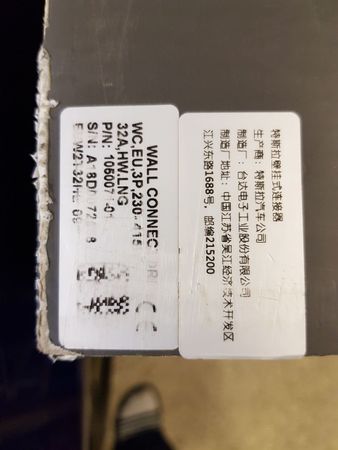 WALL CONNECTOR
WC,EU,3P,230-415
32A,HW,LNG
P/N:
S/N:
CE
特斯拉壁挂式连接器
生产商：特斯拉汽车公司
制造厂：台达电子工业股份有限公司
制造厂地址：中国江苏省吴江经济技术开发区
江兴东路1688号，邮编215200